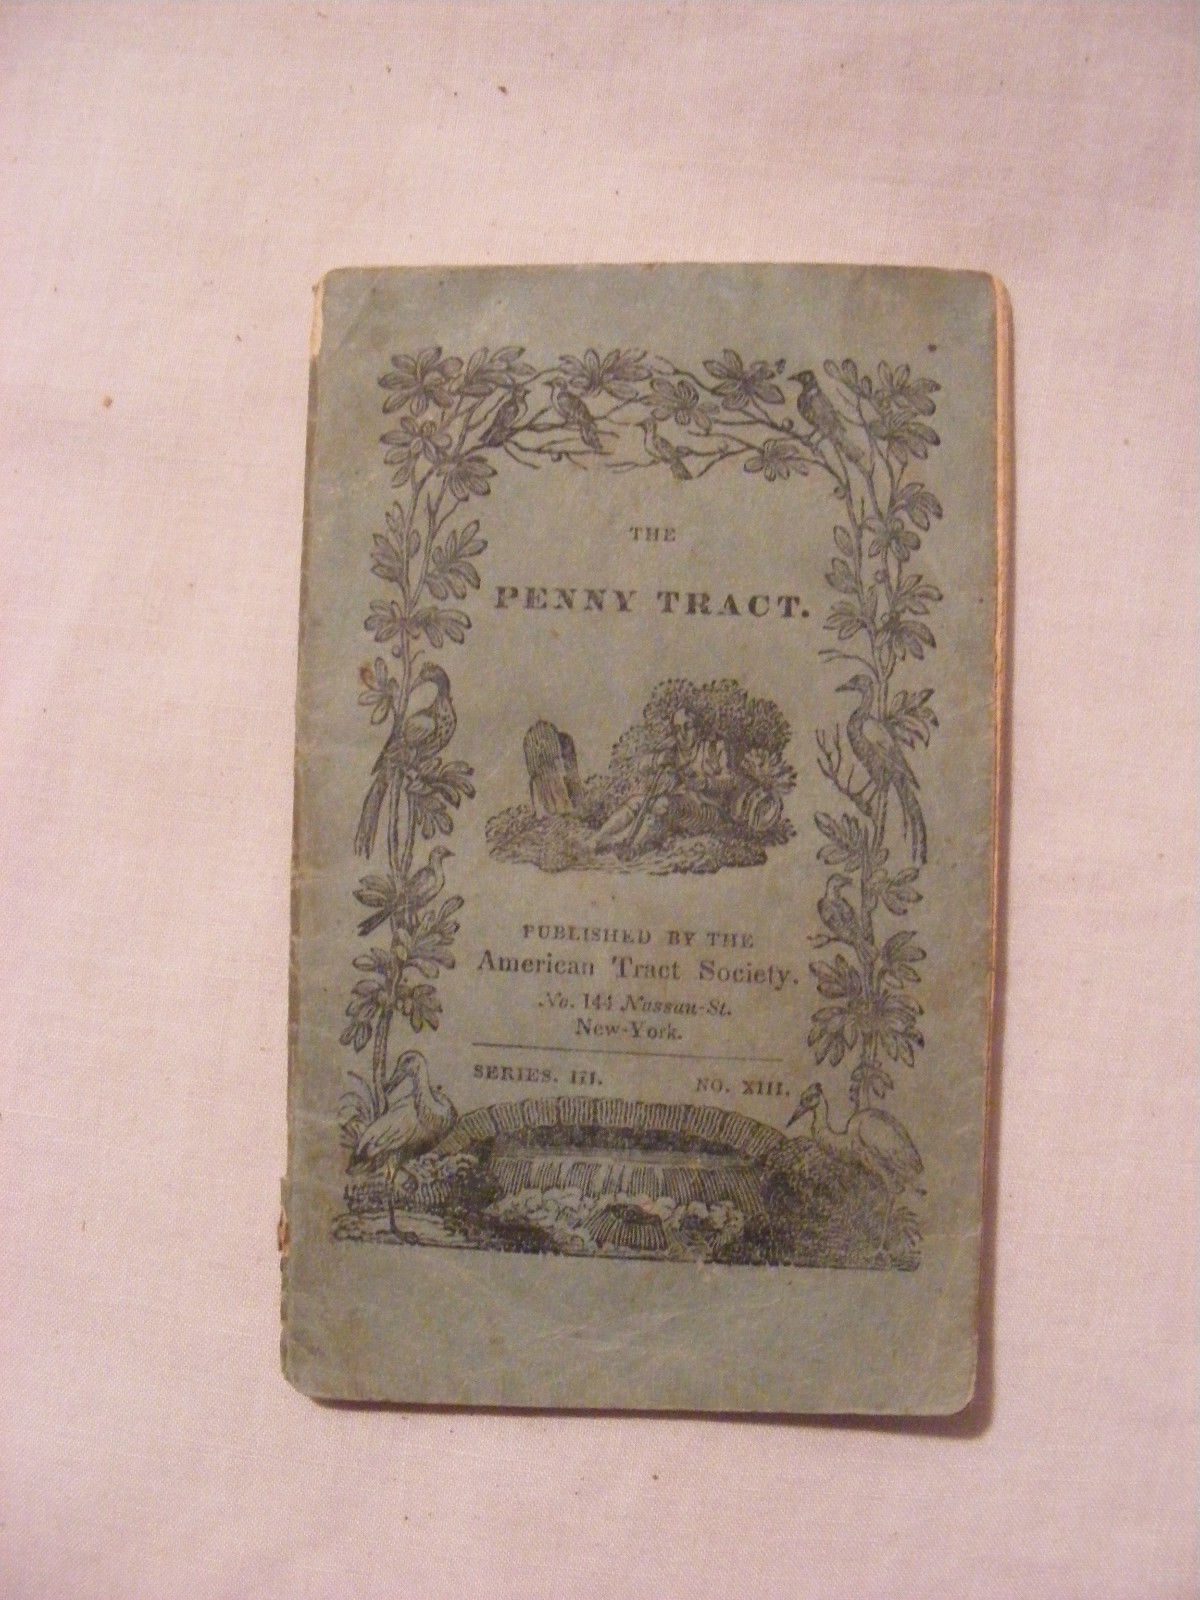 THE
PENNY TRACT.
PUBLISHED BY THE
American Tract Society.
No. 144 Nassau-St.
New-York.
SERIES. III. NO. XIII.